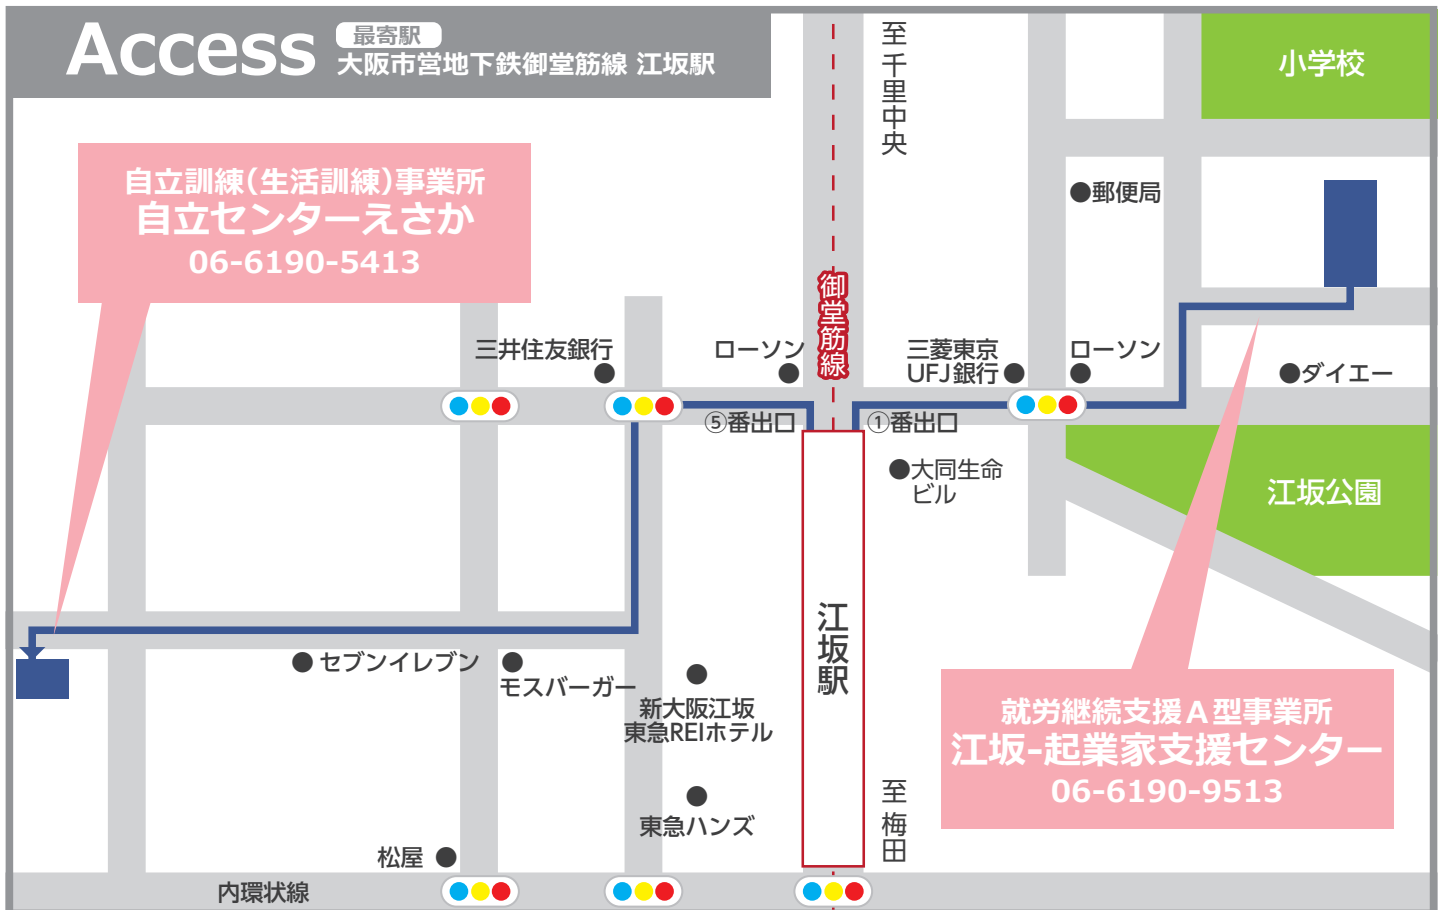 Access
最寄駅
大阪市営地下鉄御堂筋線 江坂駅
至 千里中央
小学校
自立訓練(生活訓練)事業所
自立センターえさか
06-6190-5413
●郵便局
御堂筋線
三井住友銀行
ローソン
三菱東京
UFJ銀行
ローソン
●ダイエー
⑤番出口
①番出口
●大同生命
ビル
江坂公園
江坂駅
セブンイレブン
モスバーガー
新大阪江坂
東急REIホテル
就労継続支援A型事業所
江坂-起業家支援センター
06-6190-9513
至 梅田
東急ハンズ
松屋
内環状線